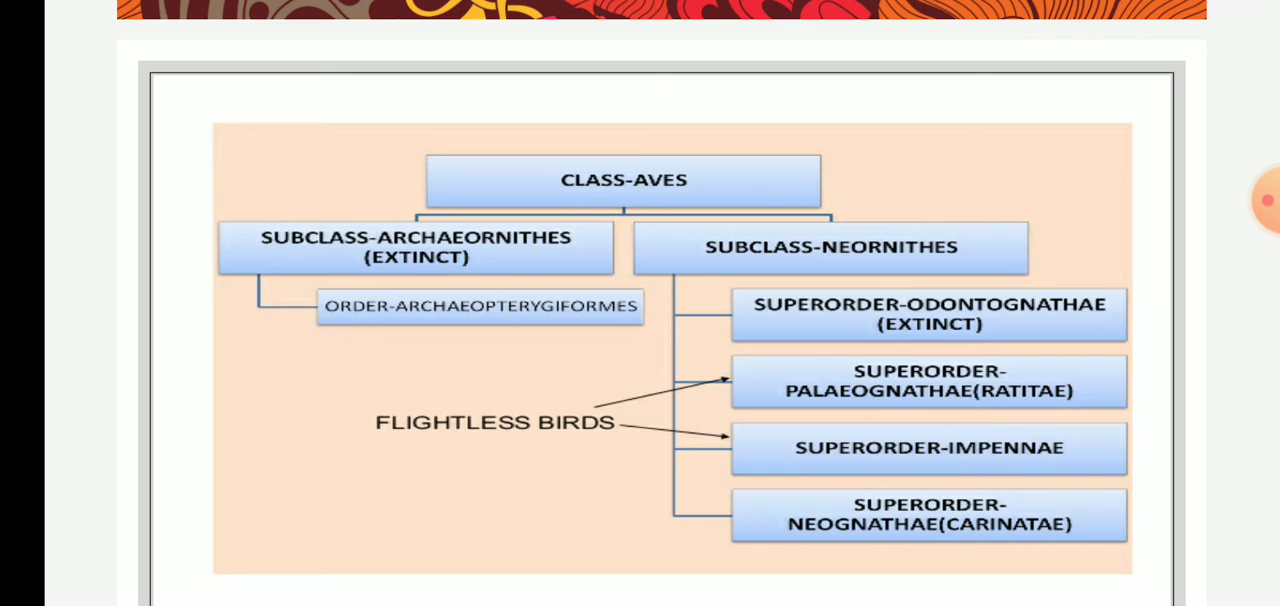 CLASS-AVES
SUBCLASS-ARCHAEORNITHES
(EXTINCT)
ORDER-ARCHAEOPTERYGIFORMES
SUBCLASS-NEORNITHES
SUPERORDER-ODONTOGNATHAE
(EXTINCT)
SUPERORDER-
PALAEOGNATHAE(RATITAE)
FLIGHTLESS BIRDS
SUPERORDER-IMPENNAE
SUPERORDER-
NEOGNATHAE(CARINATAE)